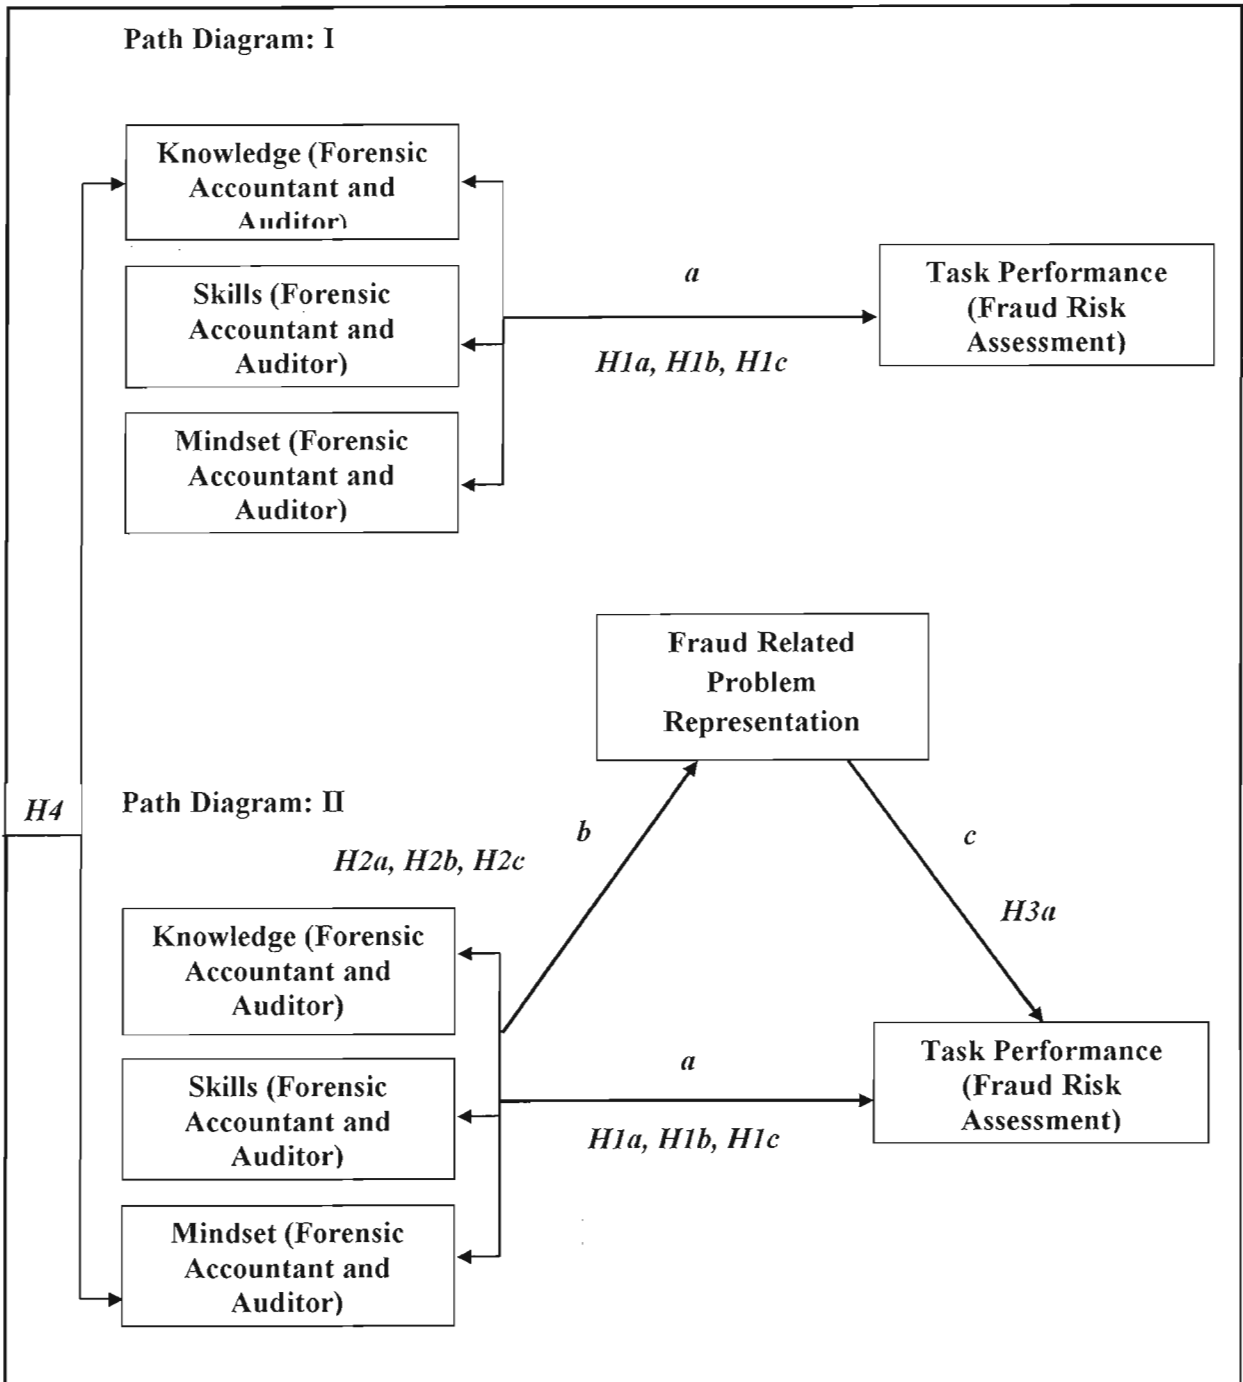 Path Diagram: I
Knowledge (Forensic
Accountant and
Auditor)
Skills (Forensic
Accountant and
Auditor)
Mindset (Forensic
Accountant and
Auditor)
a
H1a, H1b, H1c
Task Performance
(Fraud Risk
Assessment)
Fraud Related
Problem
Representation
H4
Path Diagram: II
b
H2a, H2b, H2c
c
H3a
Knowledge (Forensic
Accountant and
Auditor)
Skills (Forensic
Accountant and
Auditor)
Mindset (Forensic
Accountant and
Auditor)
a
H1a, H1b, H1c
Task Performance
(Fraud Risk
Assessment)